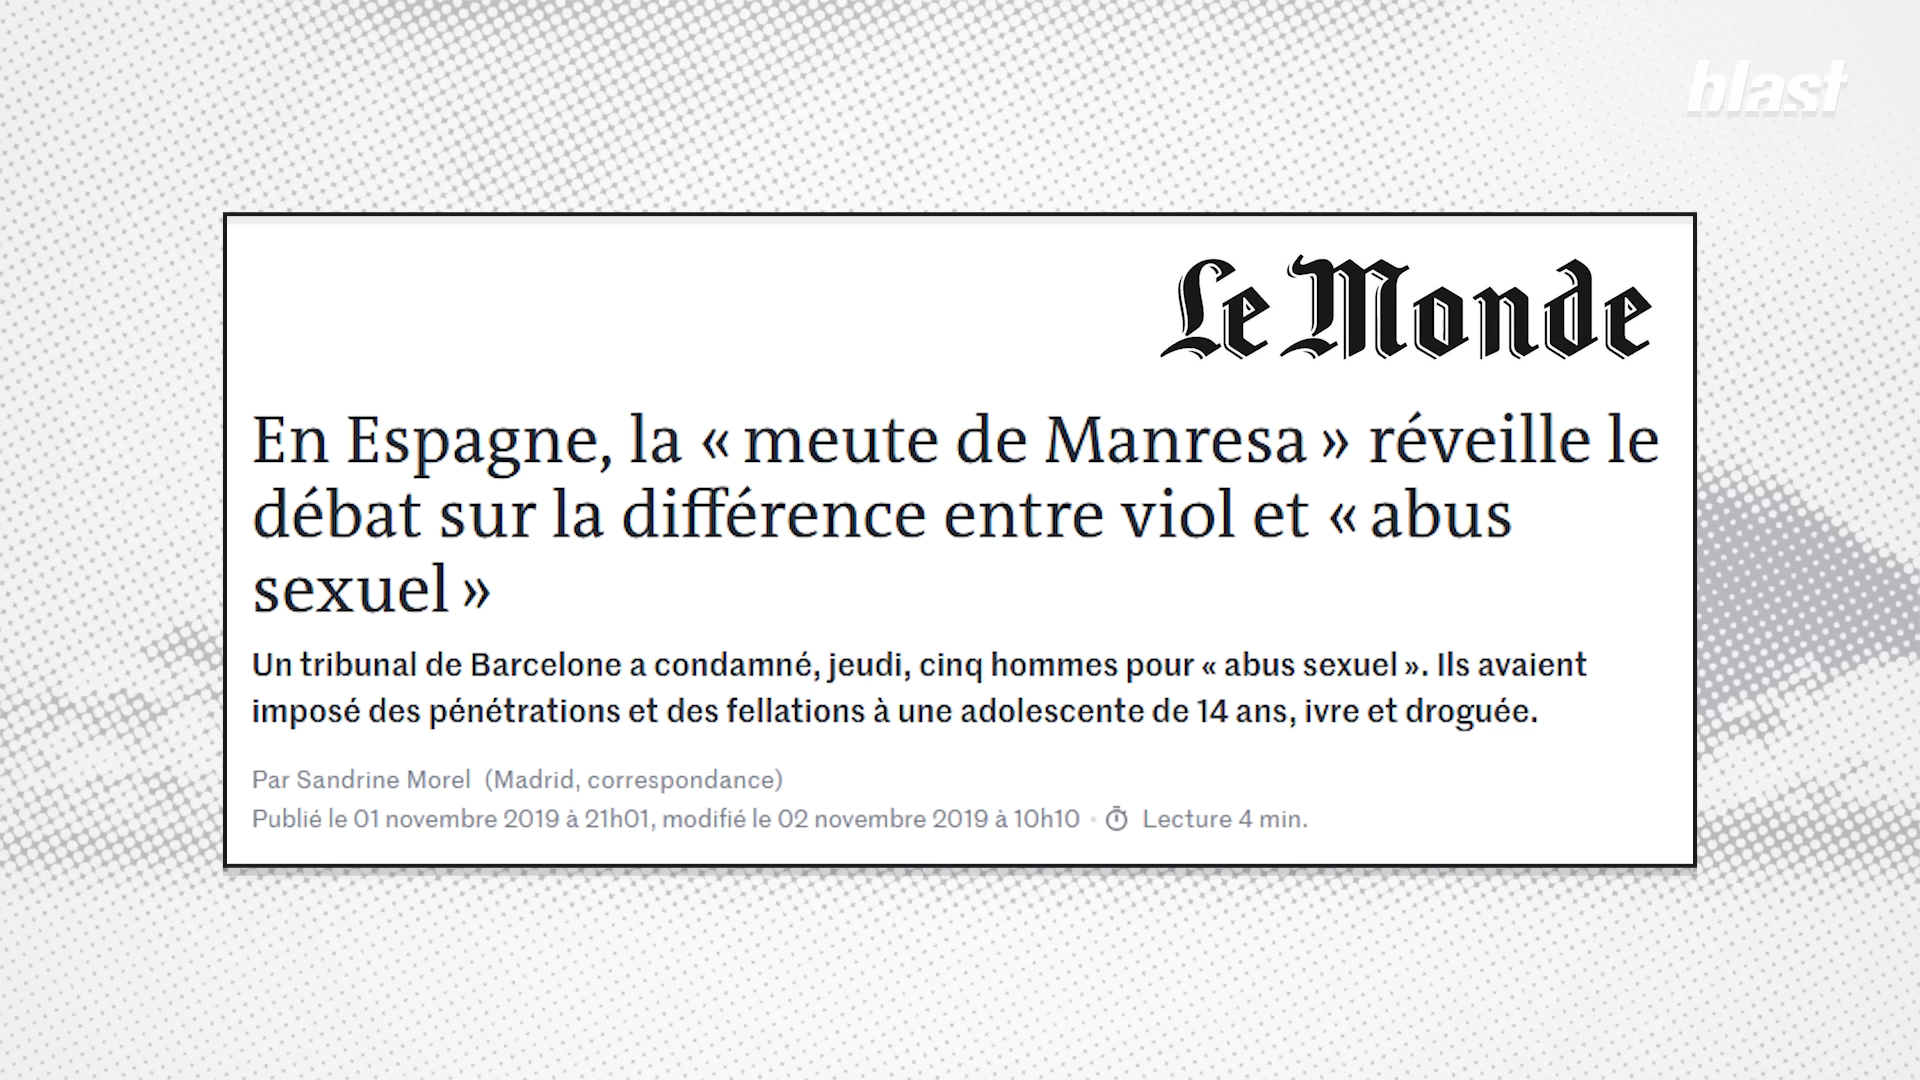 blast
Le Monde
En Espagne, la « meute de Manresa » réveille le
débat sur la différence entre viol et « abus
sexuel »
Un tribunal de Barcelone a condamné, jeudi, cinq hommes pour « abus sexuel ». Ils avaient
imposé des pénétrations et des fellations à une adolescente de 14 ans, ivre et droguée.
Par Sandrine Morel (Madrid, correspondance)
Publié le 01 novembre 2019 à 21h01, modifié le 02 novembre 2019 à 10h10 • Lecture 4 min.